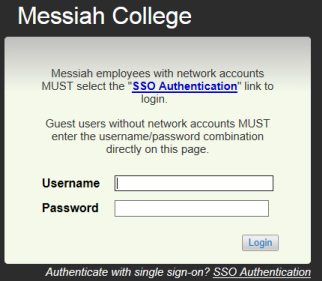 Messiah College
Messiah employees with network accounts
MUST select the "SSO Authentication" link to
login.
Guest users without network accounts MUST
enter the username/password combination
directly on this page.
Username
Password
Login
Authenticate with single sign-on? SSO Authentication